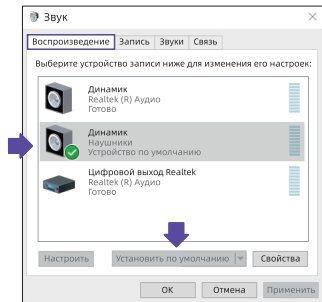 Звук
Воспроизведение Запись Звуки Связь
Выберите устройство записи ниже для изменения его настроек:
Динамик
Realtek (R) Аудио
Готово
Динамик
Наушники
Устройство по умолчанию
Цифровой выход Realtek
Realtek (R) Аудио
Готово
Настроить Установить по умолчанию Свойства
ОК Отмена Применить